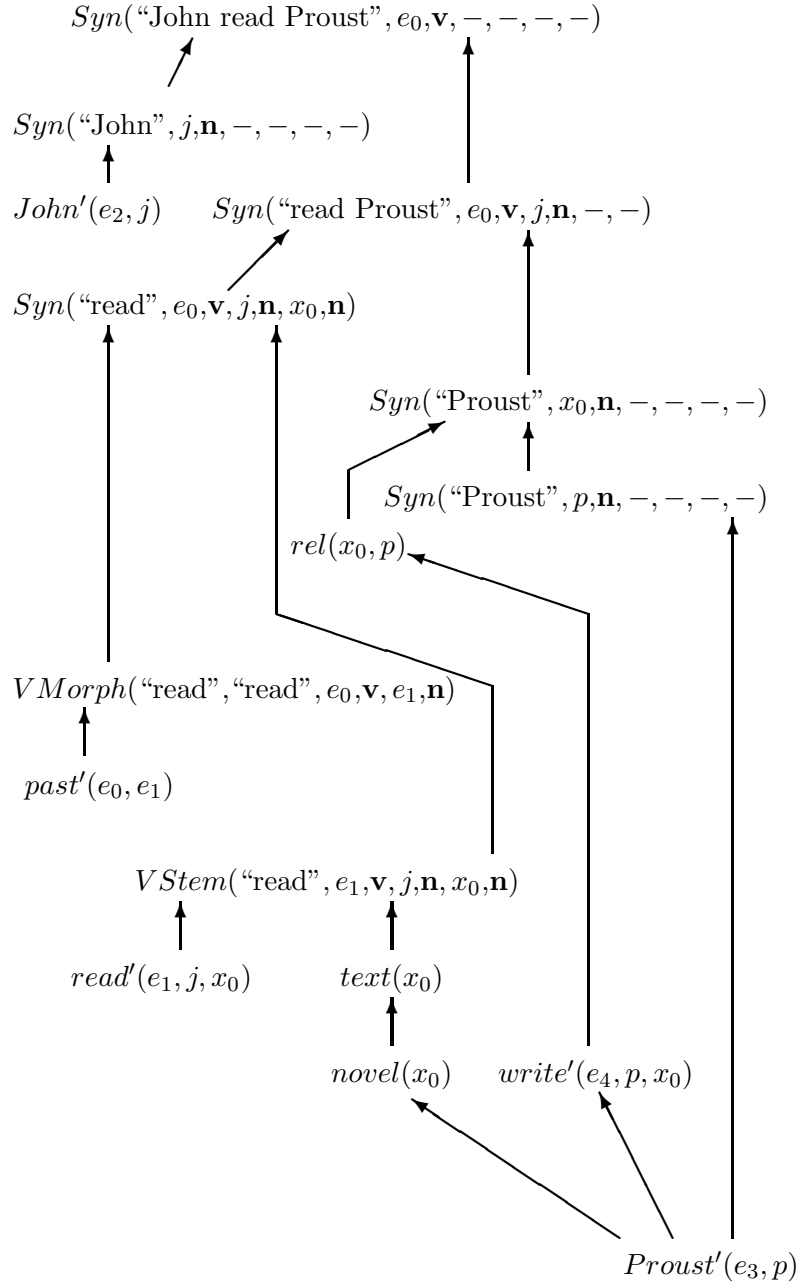 Syn(“John read Proust”, e₀,v, −, −, −, −)
Syn(“John”, j,n, −, −, −, −)
John′(e₂, j)
Syn(“read Proust”, e₀,v, j,n, −, −)
Syn(“read”, e₀,v, j,n, x₀,n)
Syn(“Proust”, x₀,n, −, −, −, −)
Syn(“Proust”, p,n, −, −, −, −)
rel(x₀, p)
VMorph(“read”,“read”, e₀,v, e₁,n)
past′(e₀, e₁)
VStem(“read”, e₁,v, j,n, x₀,n)
read′(e₁, j, x₀)
text(x₀)
novel(x₀)
write′(e₄, p, x₀)
Proust′(e₃, p)